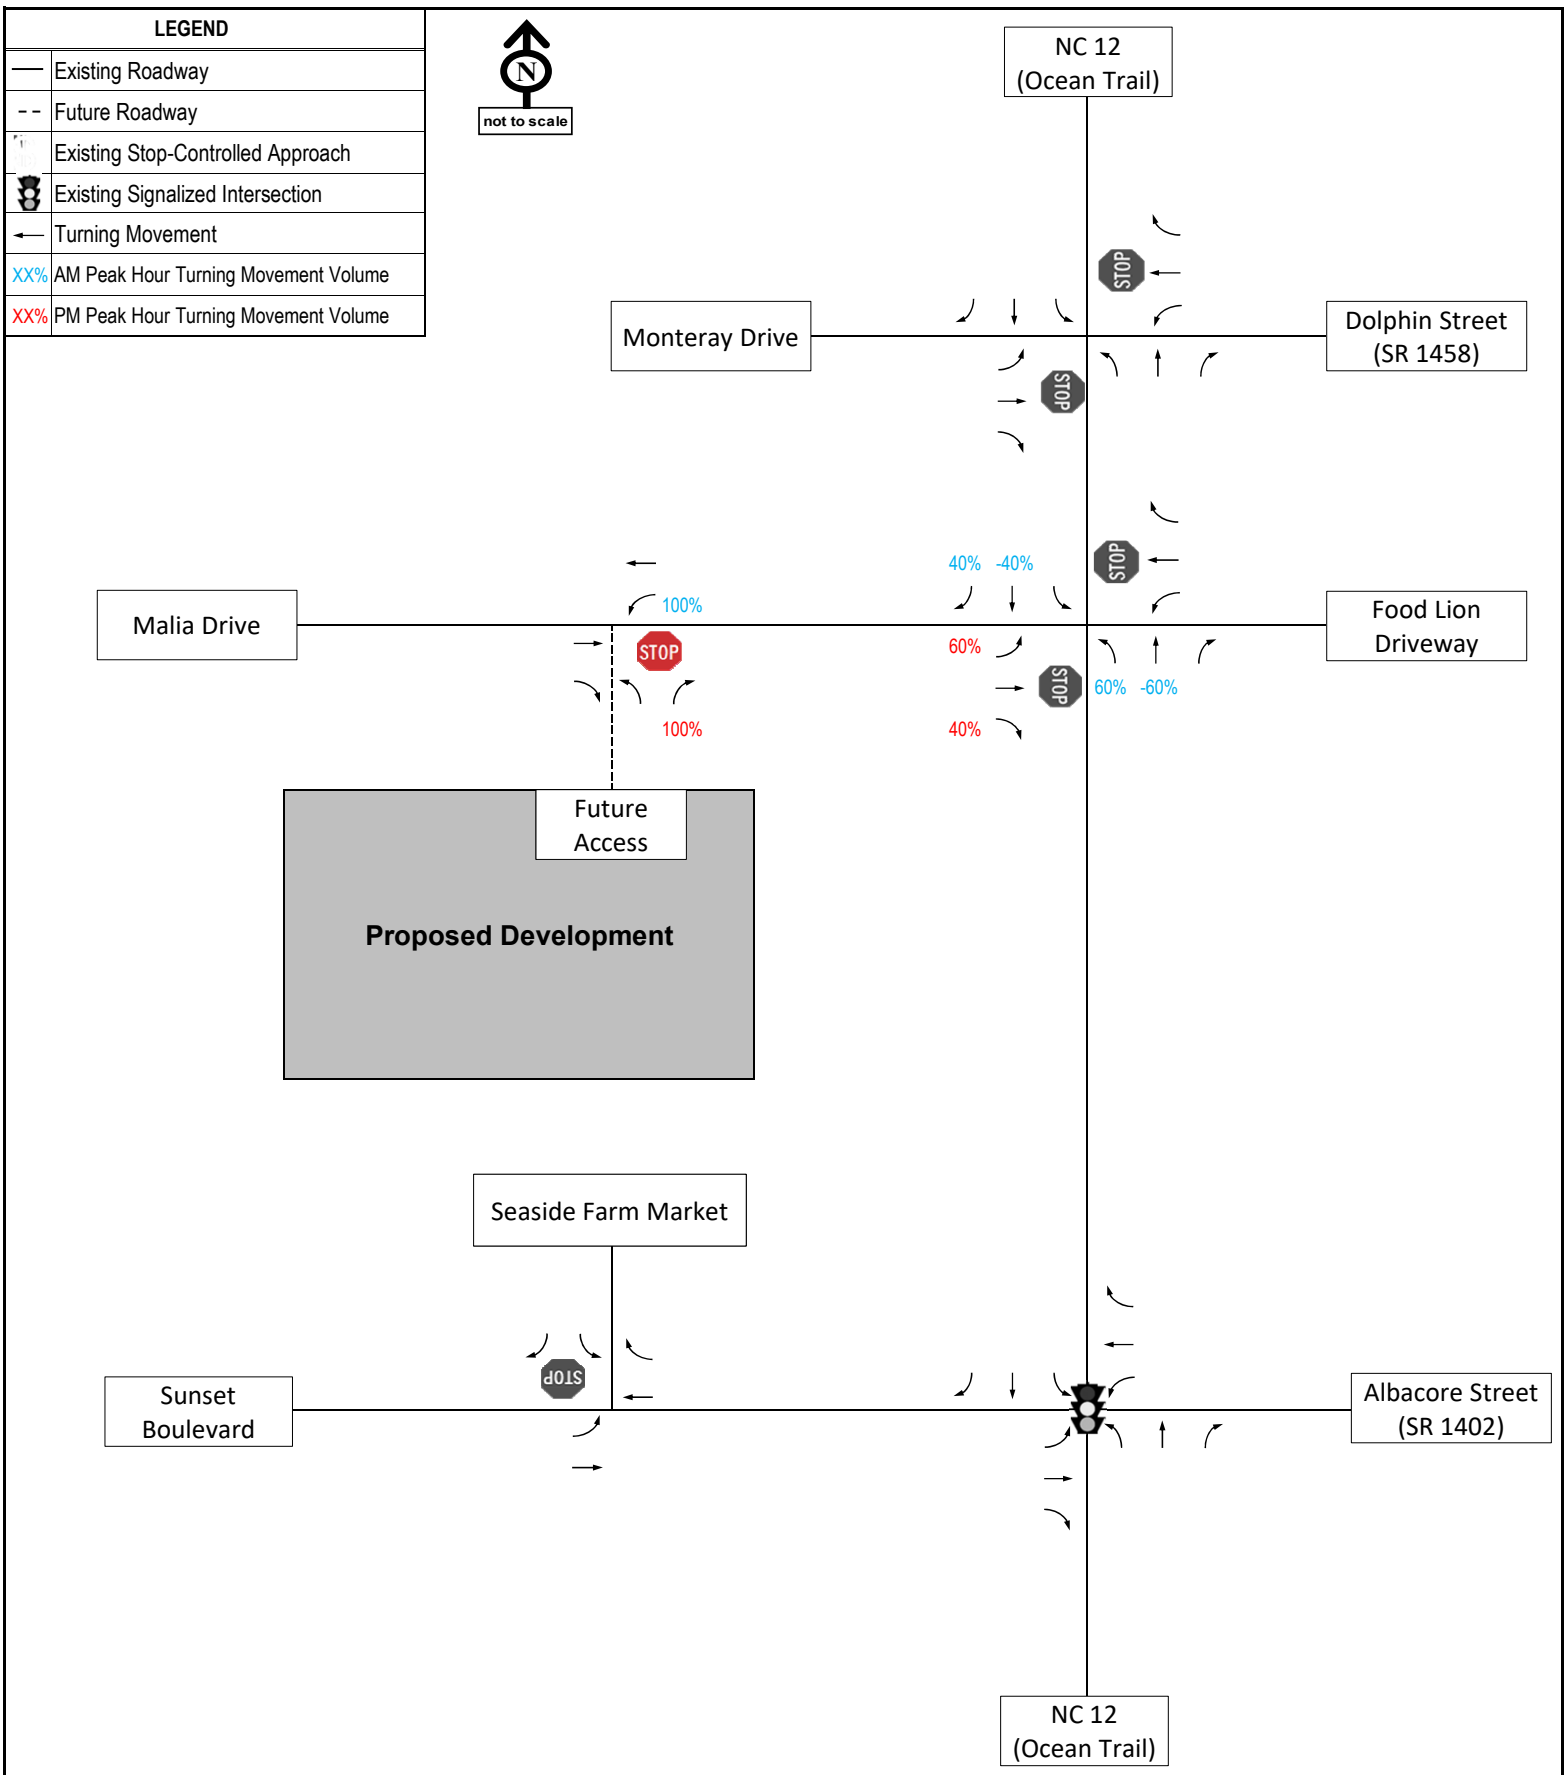 LEGEND
Existing Roadway
Future Roadway
Existing Stop-Controlled Approach
Existing Signalized Intersection
Turning Movement
XX% AM Peak Hour Turning Movement Volume
XX% PM Peak Hour Turning Movement Volume
N
not to scale
NC 12
(Ocean Trail)
STOP
Monteray Drive
Dolphin Street
(SR 1458)
STOP
STOP
40% -40%
100%
Malia Drive
Food Lion
Driveway
STOP
60%
STOP
60% -60%
100%
40%
Future
Access
Proposed Development
Seaside Farm Market
STOP
Sunset
Boulevard
Albacore Street
(SR 1402)
NC 12
(Ocean Trail)